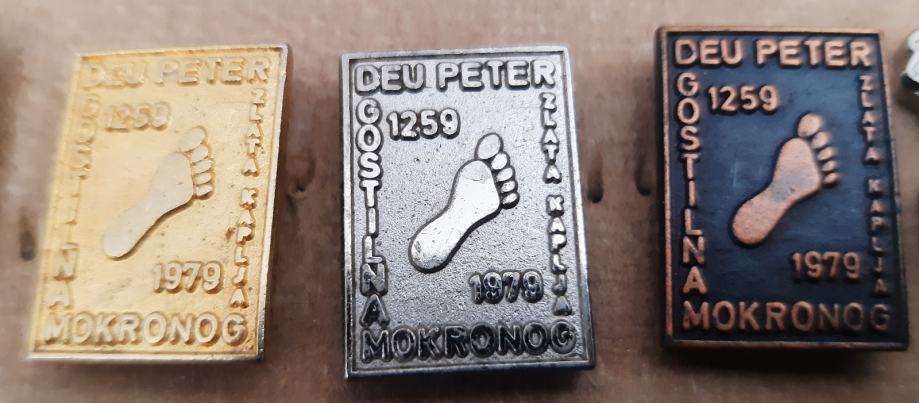 DEU PETER
GOSTILNA
1259
ZLATA KAPLJA
1979
MOKRONOG
DEU PETER
GOSTILNA
1259
ZLATA KAPLJA
1979
MOKRONOG
DEU PETER
GOSTILNA
1259
ZLATA KAPLJA
1979
MOKRONOG